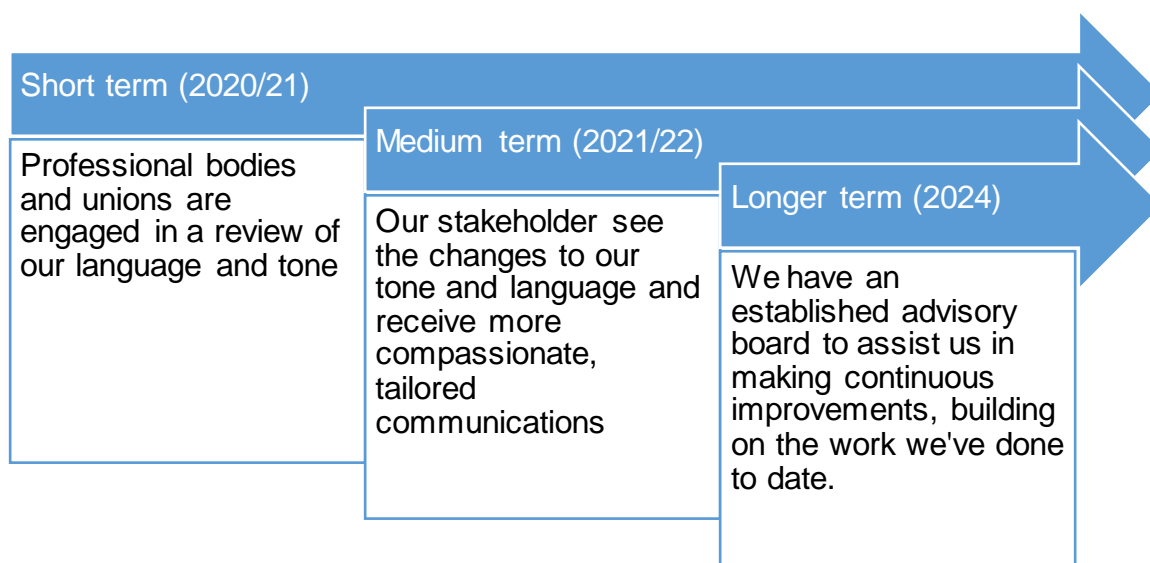 Short term (2020/21)
Professional bodies
and unions are
engaged in a review of
our language and tone
Medium term (2021/22)
Our stakeholder see
the changes to our
tone and language and
receive more
compassionate,
tailored
communications
Longer term (2024)
We have an
established advisory
board to assist us in
making continuous
improvements, building
on the work we've done
to date.